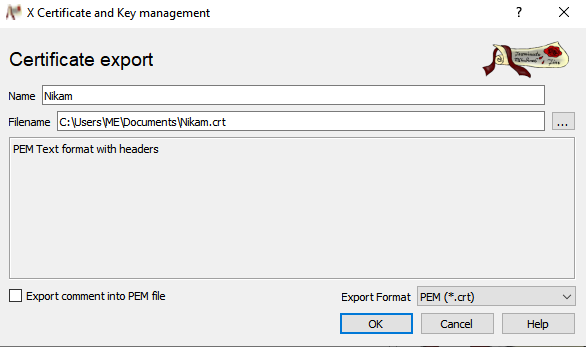 X Certificate and Key management
?
Certificate export
Name Nikam
Filename C:\Users\ME\Documents\Nikam.crt ...
PEM Text format with headers
Export comment into PEM file
Export Format PEM (*.crt)
OK Cancel Help